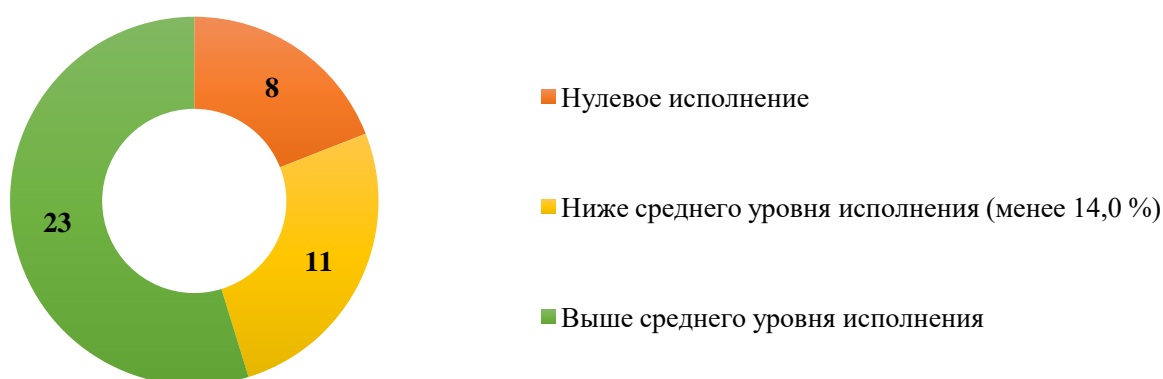 8
Нулевое исполнение
23
Ниже среднего уровня исполнения (менее 14,0 %)
11
Выше среднего уровня исполнения